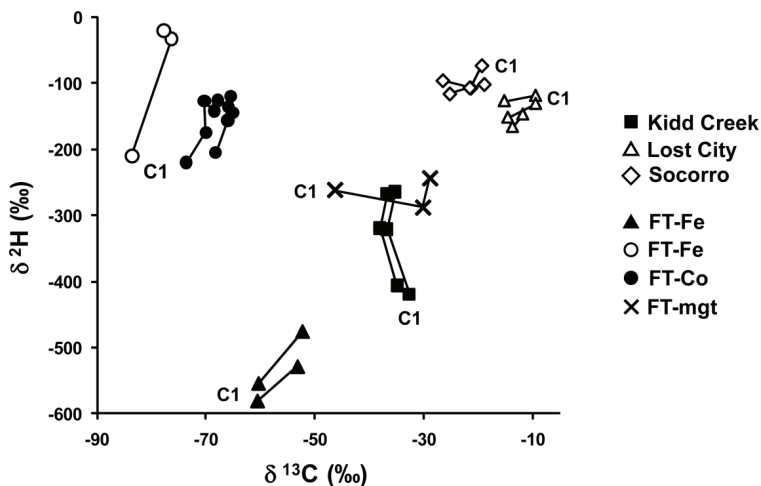 0
-100
-200
-300
-400
-500
-600
δ ²H (‰)
-90 -70 -50 -30 -10
δ ¹³C (‰)
C1
C1
C1
C1
C1
C1
Kidd Creek
Lost City
Socorro
FT-Fe
FT-Fe
FT-Co
FT-mgt